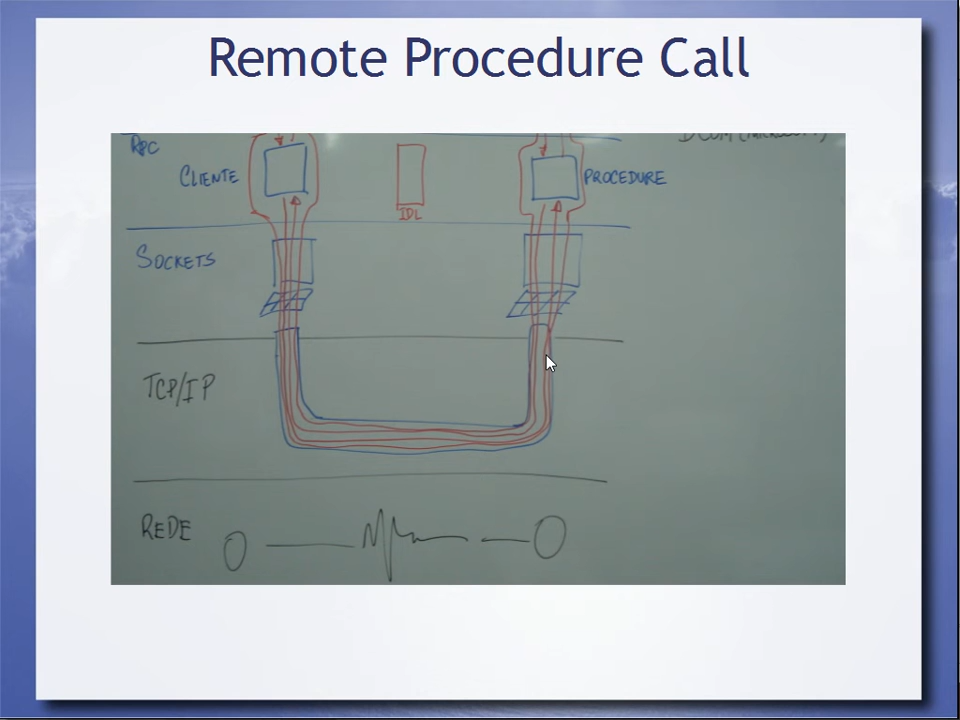 Remote Procedure Call
RPC
CLIENTE
PROCEDURE
IDL
SOCKETS
TCP/IP
REDE